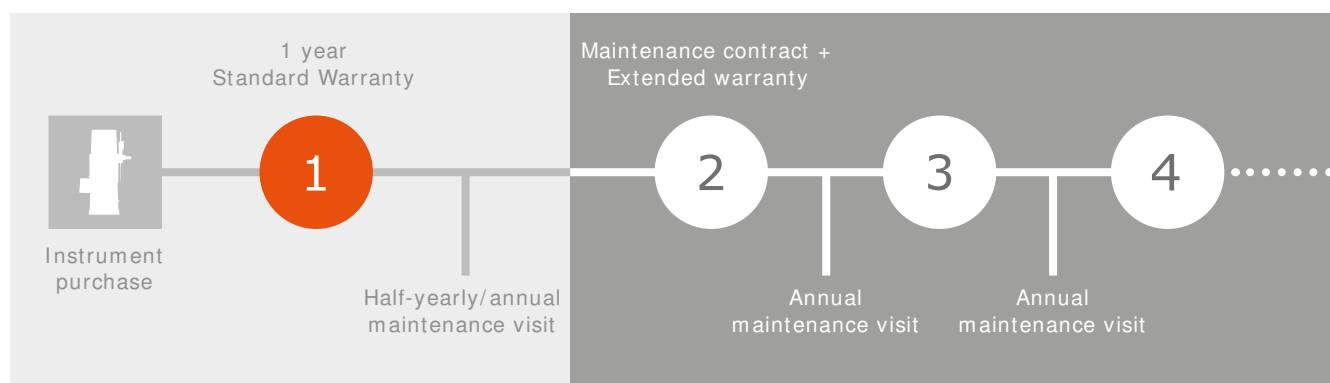 1 year
Standard Warranty
Maintenance contract +
Extended warranty
1
2
3
4
Instrument
purchase
Half-yearly/annual
maintenance visit
Annual
maintenance visit
Annual
maintenance visit